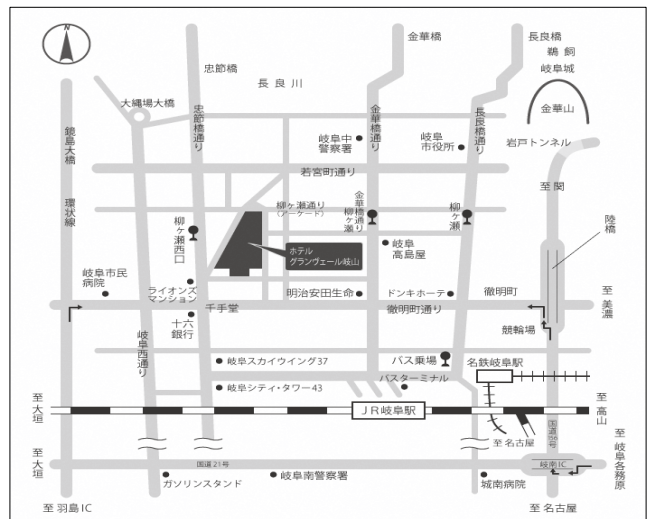 金華橋
長良橋
鵜飼
岐阜城
忠節橋
長良川
金華山
大縄場大橋
忠節橋通り
金華橋通り
長良橋通り
岐阜中
警察署
岐阜
市役所
岩戸トンネル
鏡島大橋
環状線
若宮町通り
至関
柳ヶ瀬通り
(アーケード)
金華橋通り
柳ヶ瀬
柳ヶ瀬
陸橋
柳ヶ瀬西口
ホテル
グランヴェール岐山
岐阜
高島屋
岐阜市民
病院
ライオンズ
マンション
明治安田生命
ドンキホーテ
徹明町
至美濃
千手堂
徹明町通り
十六
銀行
競輪場
岐阜西通り
岐阜スカイウイング37
バス乗場
名鉄岐阜駅
岐阜シティ・タワー43
バスターミナル
至大垣
JR岐阜駅
至高山
至名古屋
至大垣
国道21号
岐南IC
至岐阜各務原
ガソリンスタンド
岐阜南警察署
城南病院
至羽島IC
至名古屋